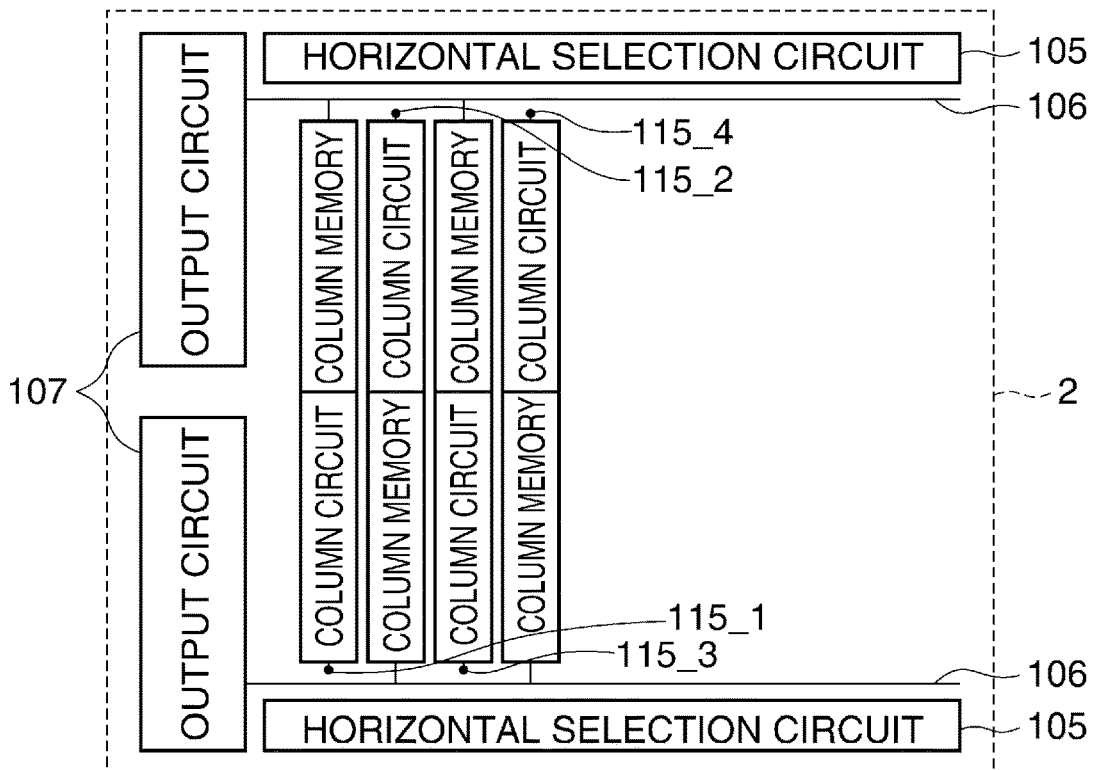 HORIZONTAL SELECTION CIRCUIT
105
106
OUTPUT CIRCUIT
COLUMN MEMORY
COLUMN CIRCUIT
COLUMN MEMORY
COLUMN CIRCUIT
115_4
115_2
107
2
OUTPUT CIRCUIT
COLUMN CIRCUIT
COLUMN MEMORY
COLUMN CIRCUIT
COLUMN MEMORY
115_1
115_3
106
HORIZONTAL SELECTION CIRCUIT
105